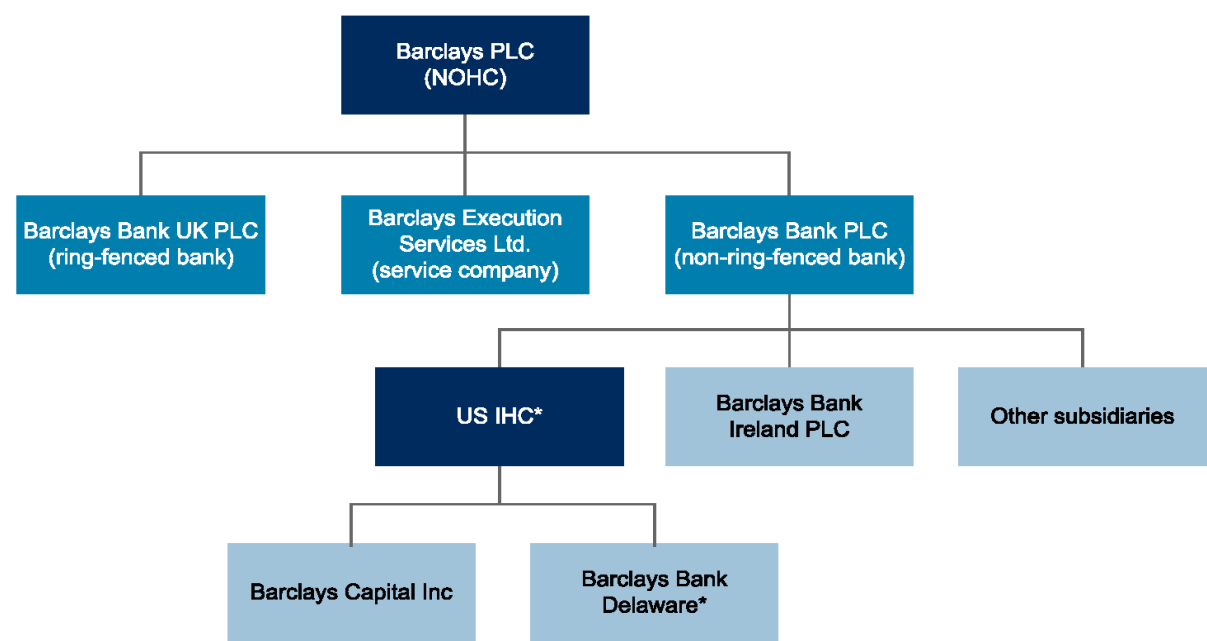 Barclays PLC
(NOHC)
Barclays Bank UK PLC
(ring-fenced bank)
Barclays Execution
Services Ltd.
(service company)
Barclays Bank PLC
(non-ring-fenced bank)
US IHC*
Barclays Bank
Ireland PLC
Other subsidiaries
Barclays Capital Inc
Barclays Bank
Delaware*